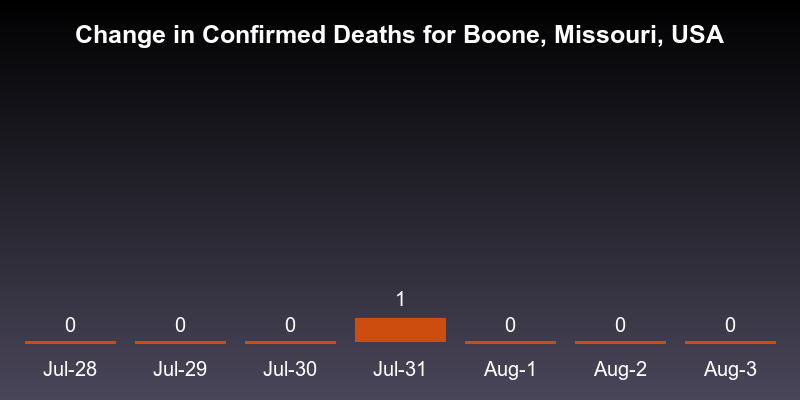 Change in Confirmed Deaths for Boone, Missouri, USA
1
0 0 0 0 0 0
Jul-28 Jul-29 Jul-30 Jul-31 Aug-1 Aug-2 Aug-3